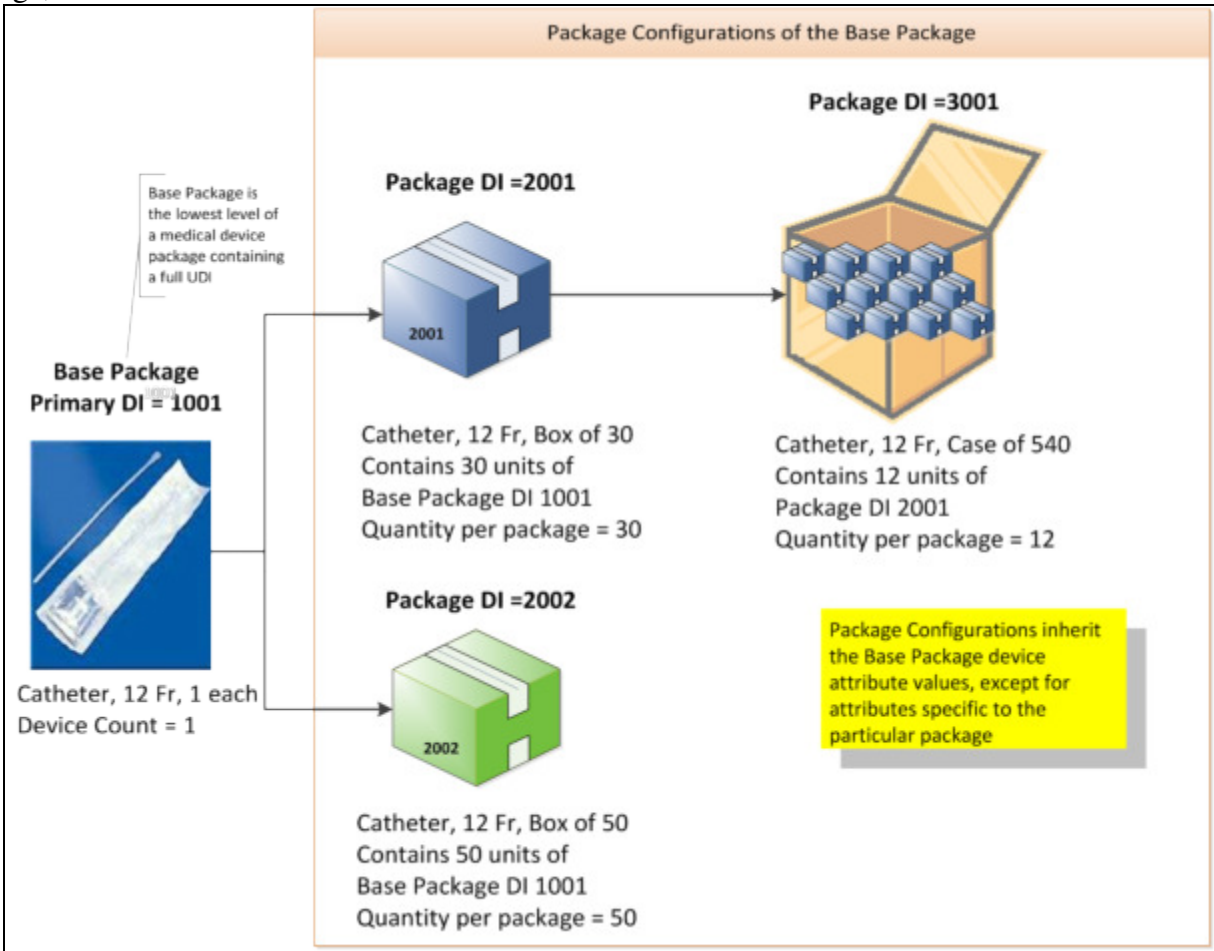 Package Configurations of the Base Package
Package DI =3001
Package DI =2001
Base Package is
the lowest level of
a medical device
package containing
a full UDI
2001
Base Package
Primary DI = 1001
Catheter, 12 Fr, Box of 30
Contains 30 units of
Base Package DI 1001
Quantity per package = 30
Catheter, 12 Fr, Case of 540
Contains 12 units of
Package DI 2001
Quantity per package = 12
Package DI =2002
Package Configurations inherit
the Base Package device
attribute values, except for
attributes specific to the
particular package
Catheter, 12 Fr, 1 each
Device Count = 1
2002
Catheter, 12 Fr, Box of 50
Contains 50 units of
Base Package DI 1001
Quantity per package = 50